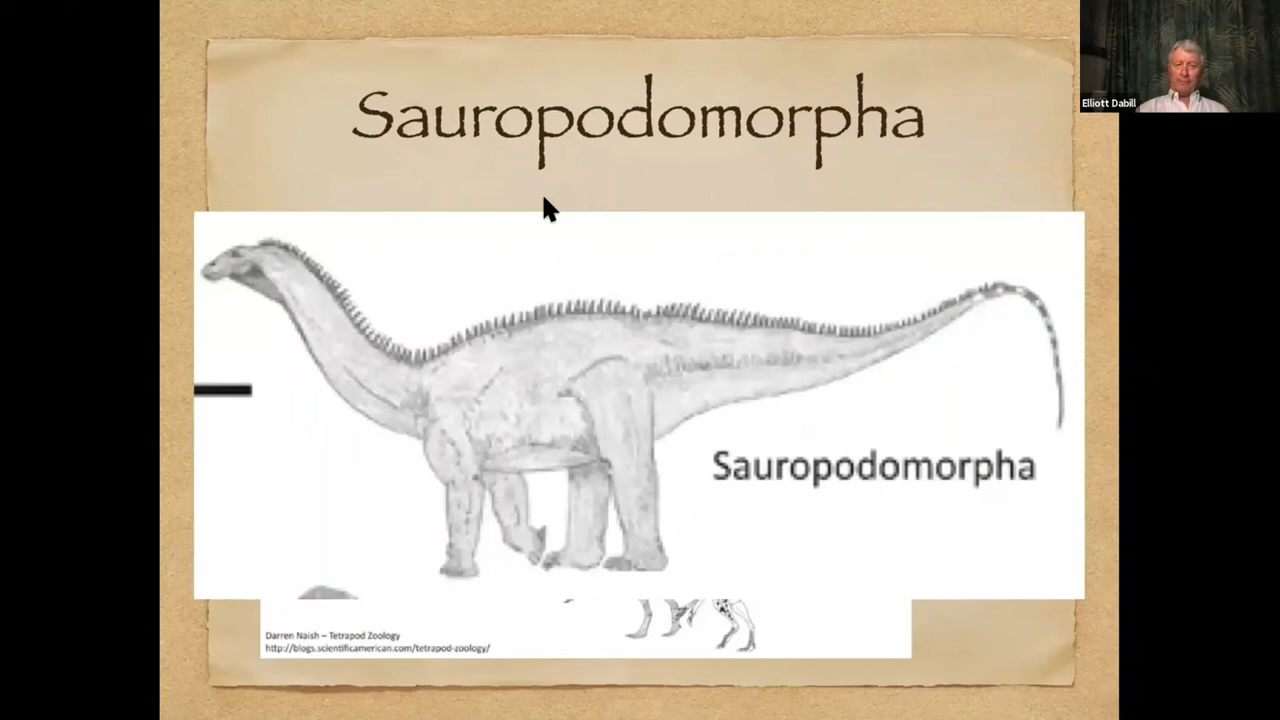 Sauropodomorpha
Elliott Dabill
Sauropodomorpha
Darren Naish – Tetrapod Zoology
http://blogs.scientificamerican.com/tetrapod-zoology/